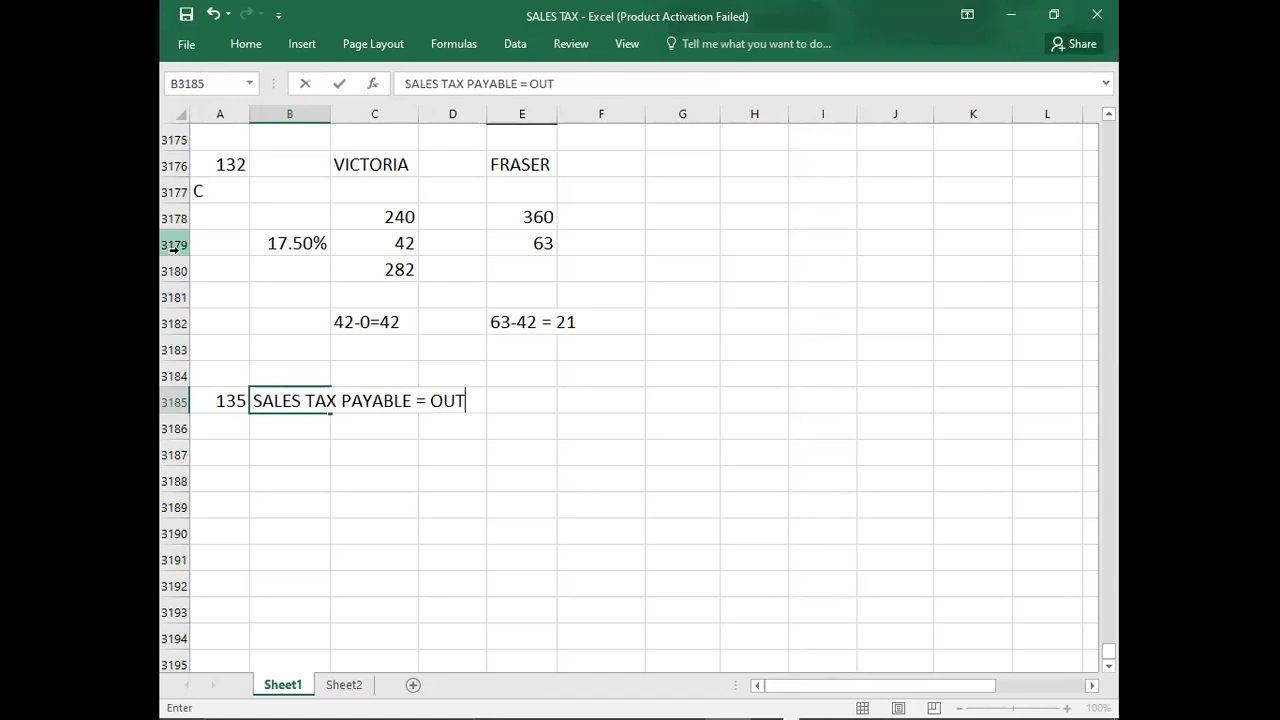 SALES TAX - Excel (Product Activation Failed)
File Home Insert Page Layout Formulas Data Review View Tell me what you want to do... Share
B3185 fx SALES TAX PAYABLE = OUT
A B C D E F G H I J K L
3175
3176 132 VICTORIA FRASER
3177 C
3178 240 360
3179 17.50% 42 63
3180 282
3181
3182 42-0=42 63-42 = 21
3183
3184
3185 135 SALES TAX PAYABLE = OUT
3186
3187
3188
3189
3190
3191
3192
3193
3194
3195
Sheet1 Sheet2
Enter 100%